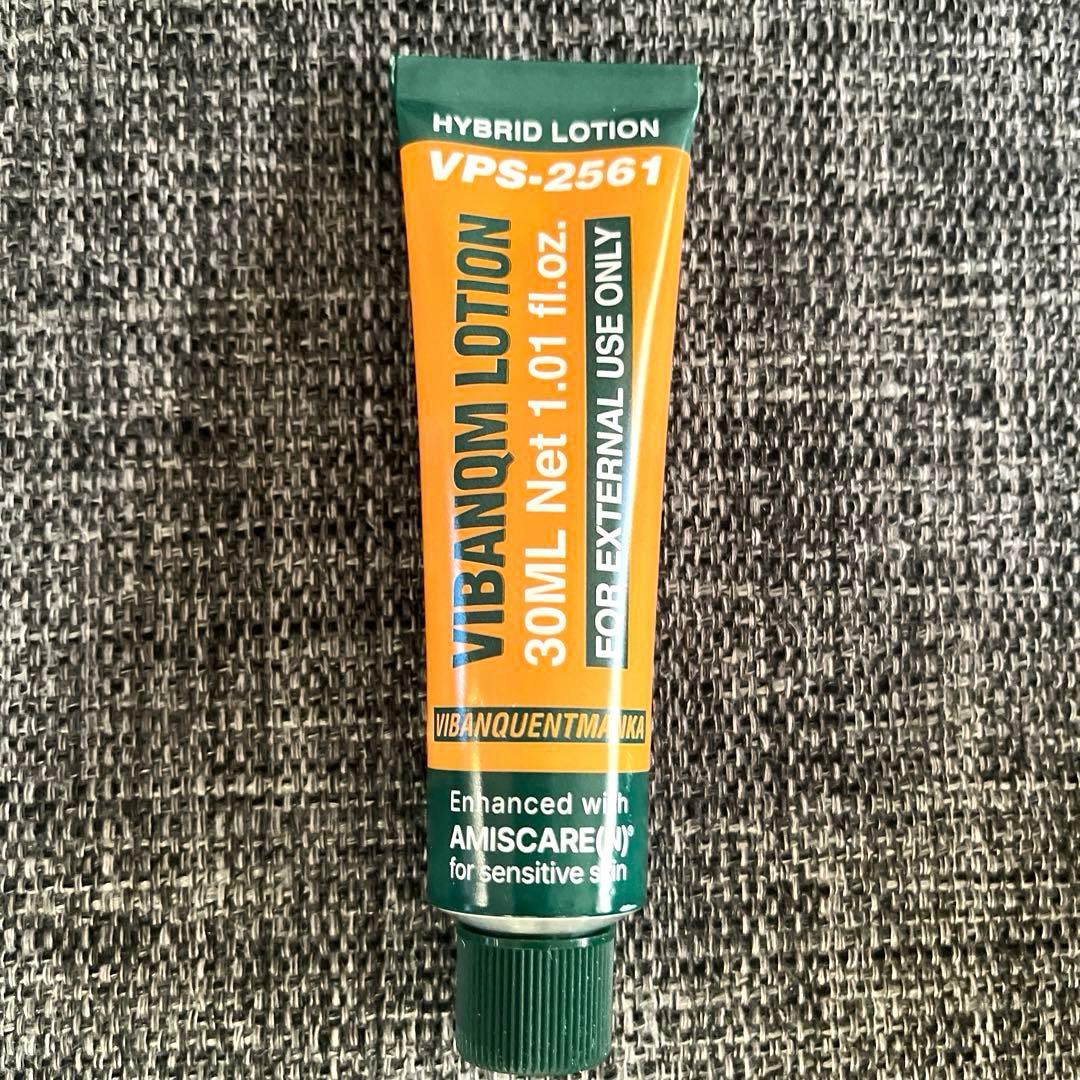 HYBRID LOTION
VPS-2561
VIBANQM LOTION
30ML Net 1.01 fl.oz.
FOR EXTERNAL USE ONLY
VIBANQUENTMANKA
Enhanced with
AMISCARE(N)®
for sensitive skin